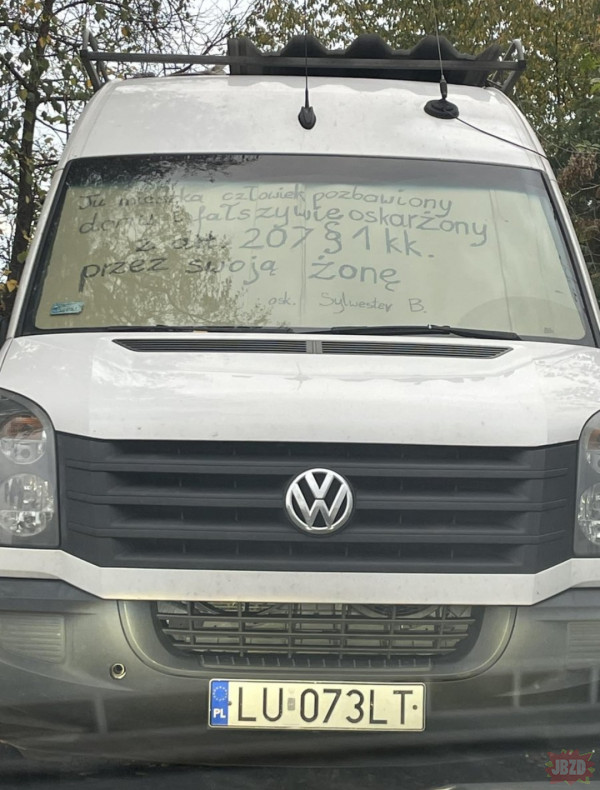 Tu mieszka człowiek pozbawiony
domu i fałszywie oskarżony
z art. 207 § 1 kk.
przez swoją żonę
osk. Sylwester B.
PL LU 073LT
JBZD